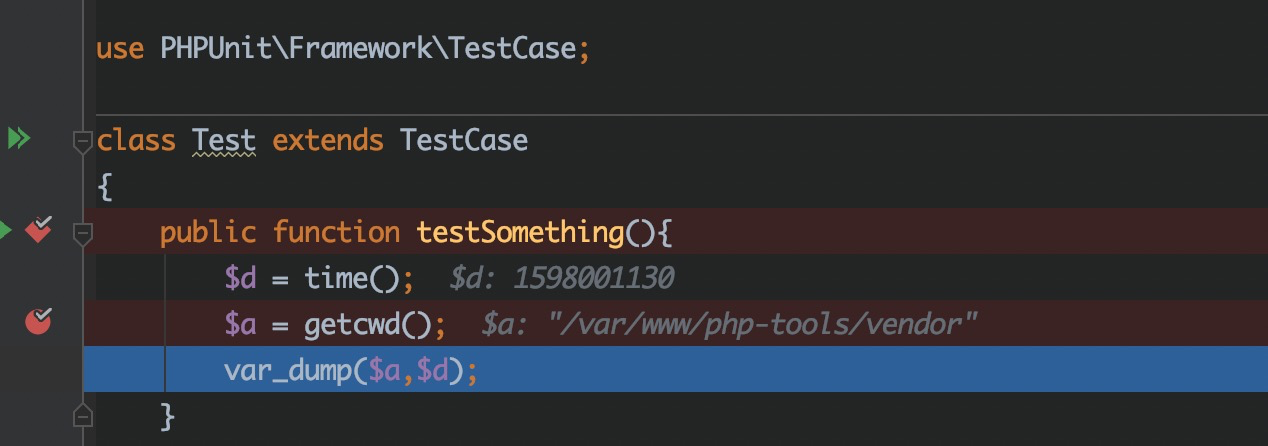 use PHPUnit\Framework\TestCase;
class Test extends TestCase
{
public function testSomething(){
$d = time(); $d: 1598001130
$a = getcwd(); $a: "/var/www/php-tools/vendor"
var_dump($a,$d);
}